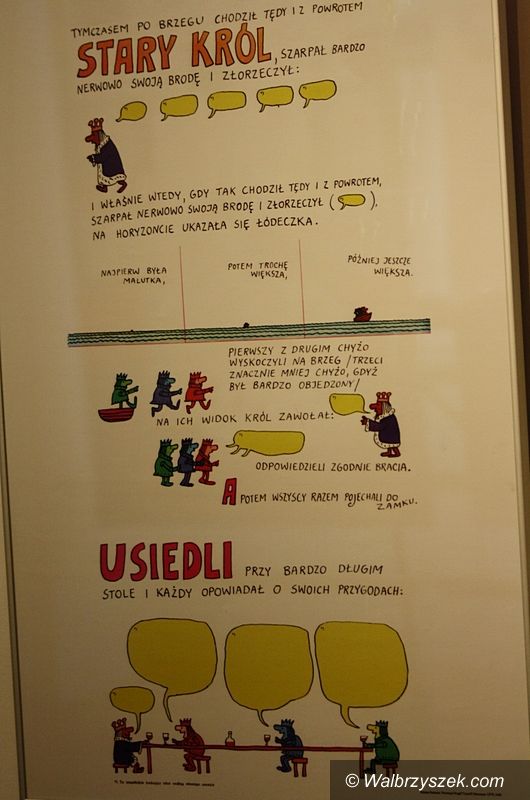 TYMCZASEM PO BRZEGU CHODZIŁ TĘDY I Z POWROTEM
STARY KRÓL, SZARPAŁ BARDZO
NERWOWO SWOJĄ BRODĘ I ZŁORZECZYŁ:
I WŁAŚNIE WTEDY, GDY TAK CHODZIŁ TĘDY I Z POWROTEM,
SZARPAŁ NERWOWO SWOJĄ BRODĘ I ZŁORZECZYŁ ( ),
NA HORYZONCIE UKAZAŁA SIĘ ŁÓDECZKA.
NAJPIERW BYŁA
MALUTKA,
POTEM TROCHĘ
WIĘKSZA,
PÓŹNIEJ JESZCZE
WIĘKSZA.
PIERWSZY Z DRUGIM CHYŻO
WYSKOCZYLI NA BRZEG /TRZECI
ZNACZNIE MNIEJ CHYŻO, GDYŻ
BYŁ BARDZO OBJEDZONY/
NA ICH WIDOK KRÓL ZAWOŁAŁ:
ODPOWIEDZIELI ZGODNIE BRACIA.
A POTEM WSZYSCY RAZEM POJECHALI DO
ZAMKU.
USIEDLI PRZY BARDZO DŁUGIM
STOLE I KAŻDY OPOWIADAŁ O SWOICH PRZYGODACH:
© Walbrzyszek.com